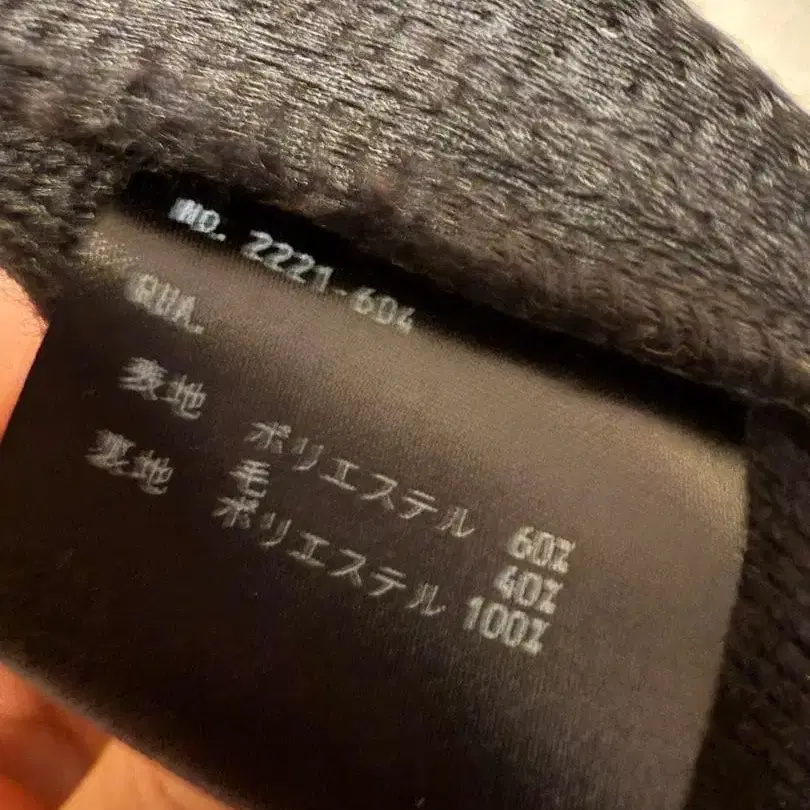 NO. 2221-604
QUA.
表地 ポリエステル 60%
毛 40%
裏地 ポリエステル 100%